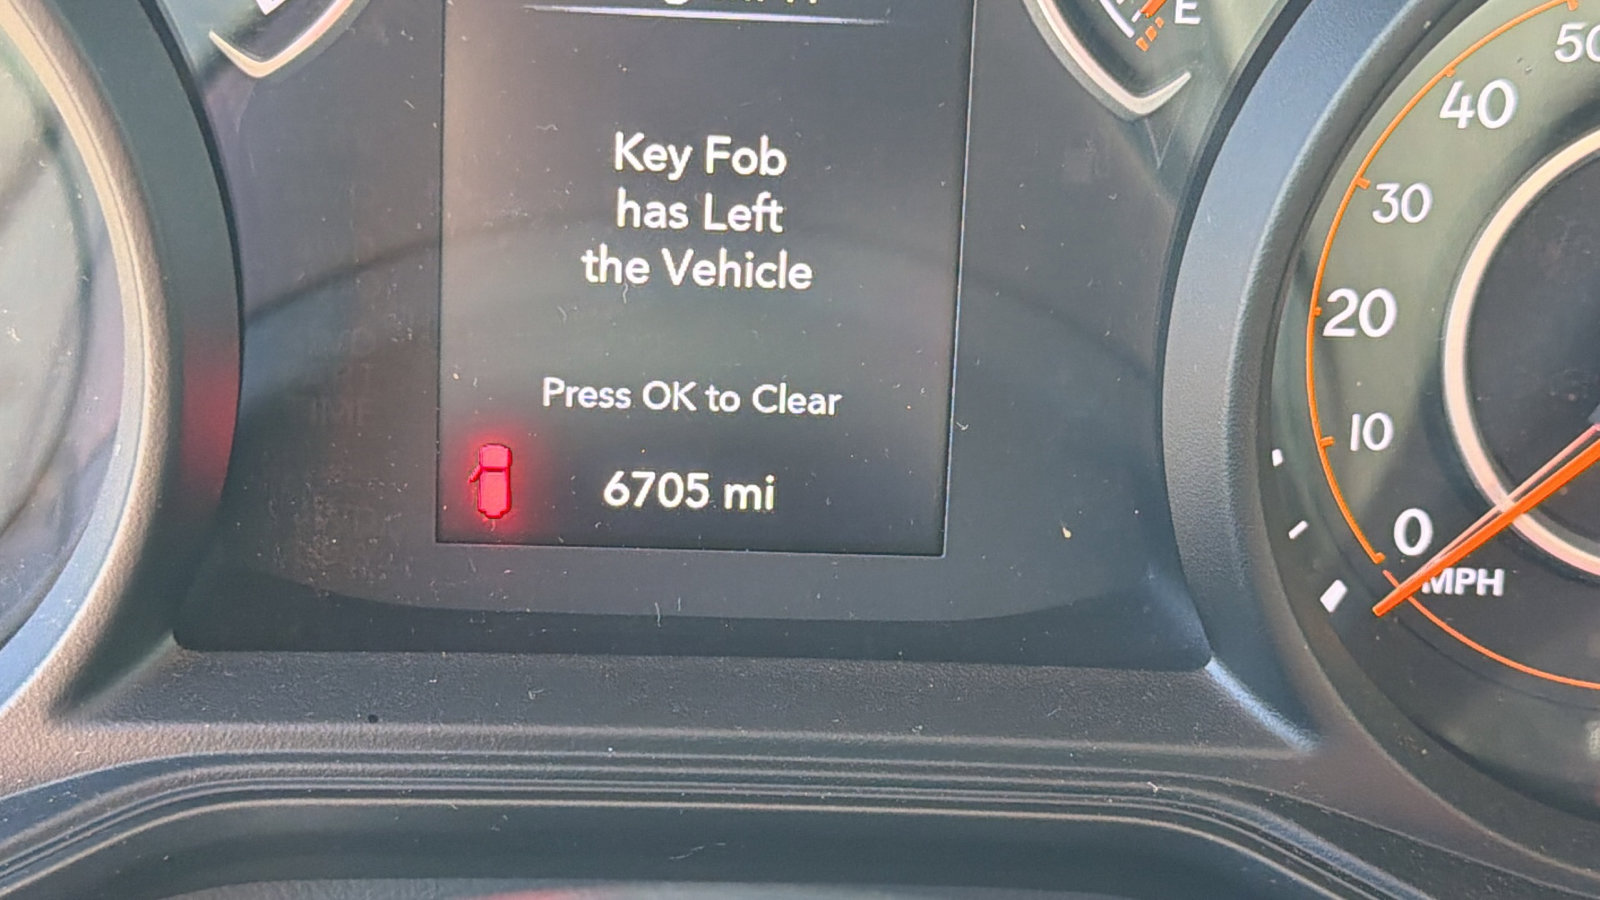 E
50
40
Key Fob
has Left
the Vehicle
30
20
Press OK to Clear
10
6705 mi
0
MPH